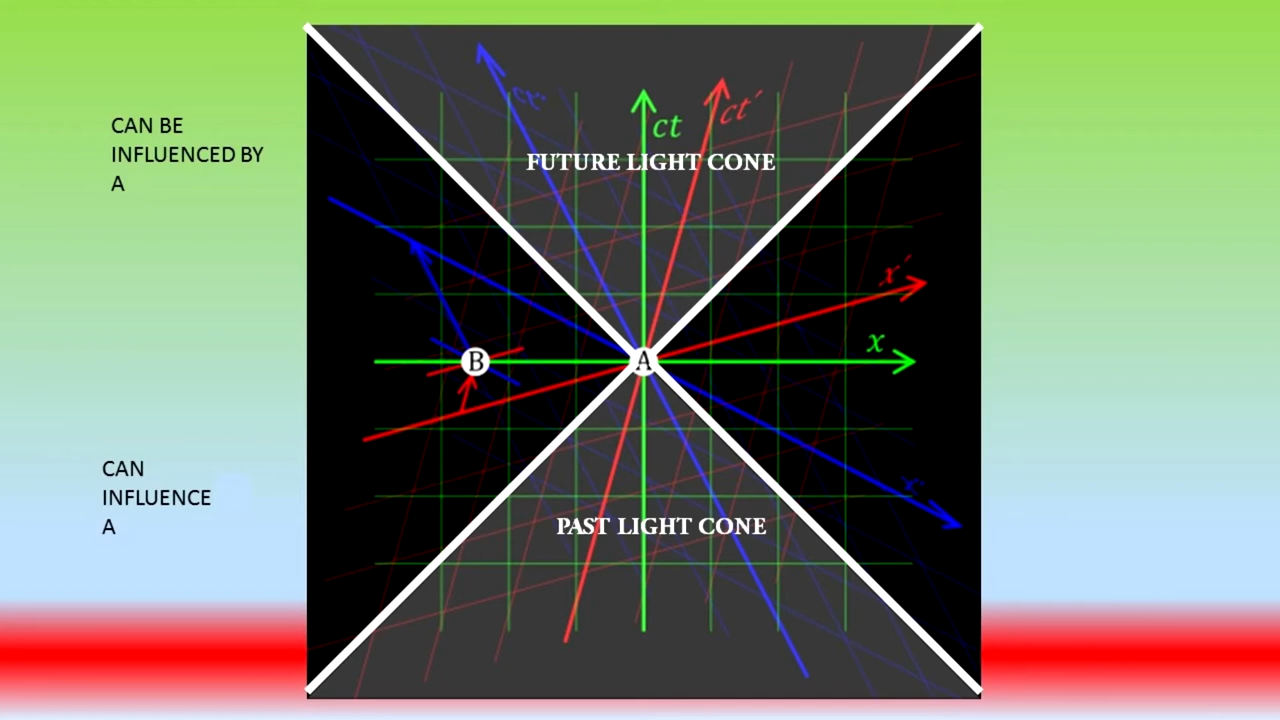 CAN BE
INFLUENCED BY
A
ct
ct′
FUTURE LIGHT CONE
x′
x
B
A
CAN
INFLUENCE
A
PAST LIGHT CONE